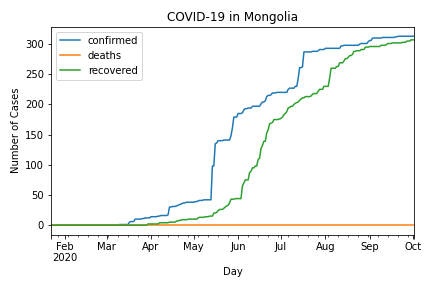 COVID-19 in Mongolia
confirmed
deaths
recovered
Number of Cases
300
250
200
150
100
50
0
Feb Mar Apr May Jun Jul Aug Sep Oct
2020
Day